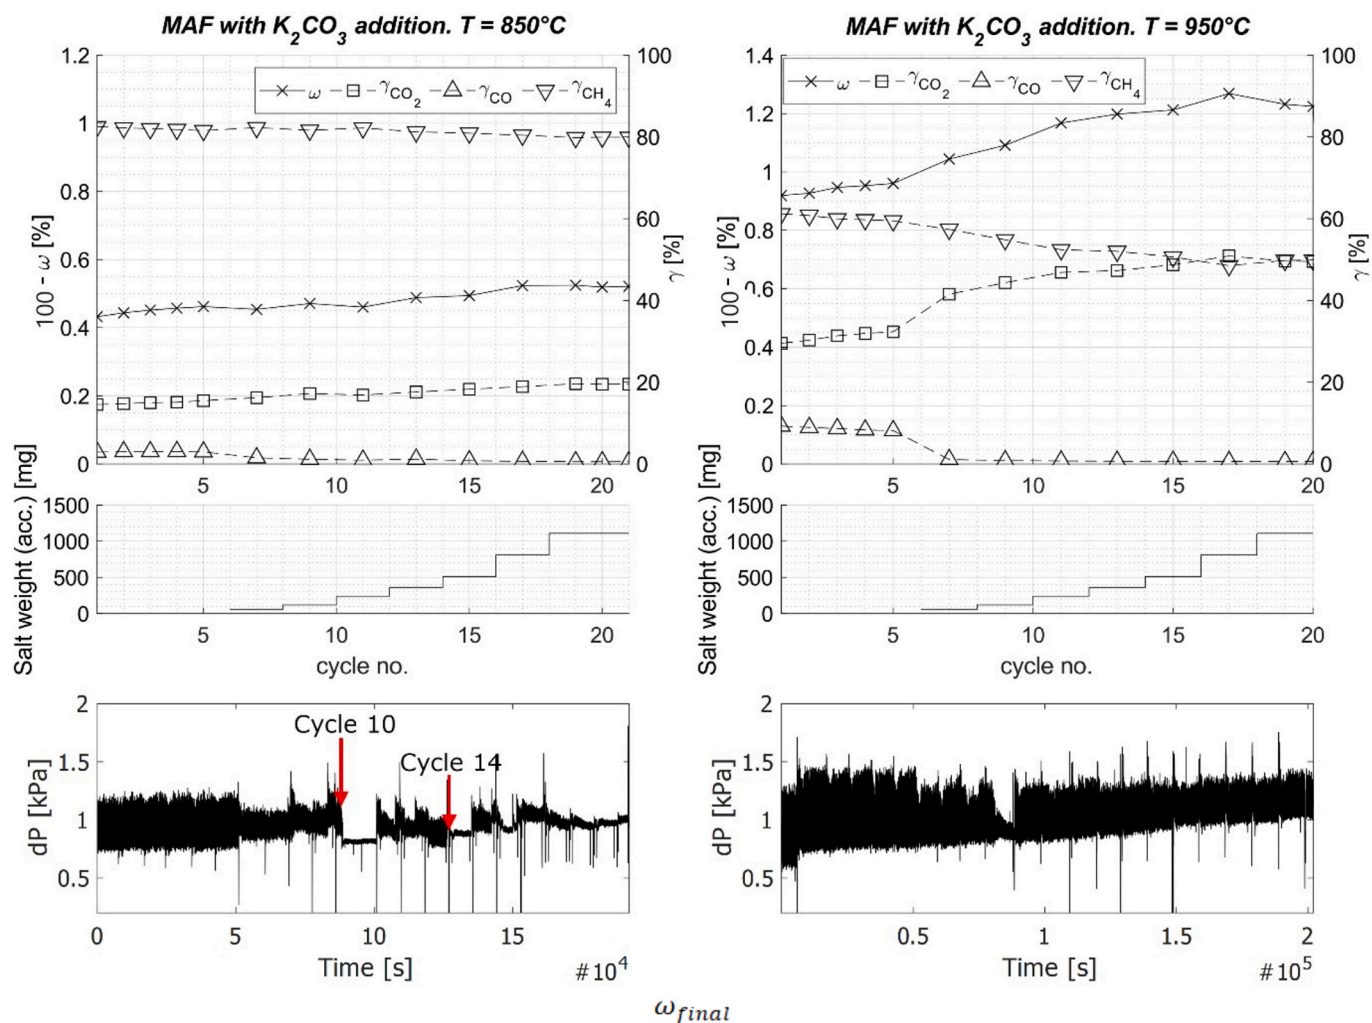 MAF with K₂CO₃ addition. T = 850°C
1.2
1
0.8
0.6
0.4
0.2
0
100 - ω [%]
ω γCO₂ γCO γCH₄
100
80
60
40
20
0
γ [%]
5 10 15 20
Salt weight (acc.) [mg]
1500
1000
500
0
5 10 15 20
cycle no.
dP [kPa]
2
1.5
1
0.5
Cycle 10
Cycle 14
0 5 10 15
Time [s]
#10⁴
MAF with K₂CO₃ addition. T = 950°C
1.4
1.2
1
0.8
0.6
0.4
0.2
0
100 - ω [%]
ω γCO₂ γCO γCH₄
100
80
60
40
20
0
γ [%]
5 10 15 20
Salt weight (acc.) [mg]
1500
1000
500
0
5 10 15 20
cycle no.
dP [kPa]
2
1.5
1
0.5
0.5 1 1.5 2
Time [s]
#10⁵
ωfinal